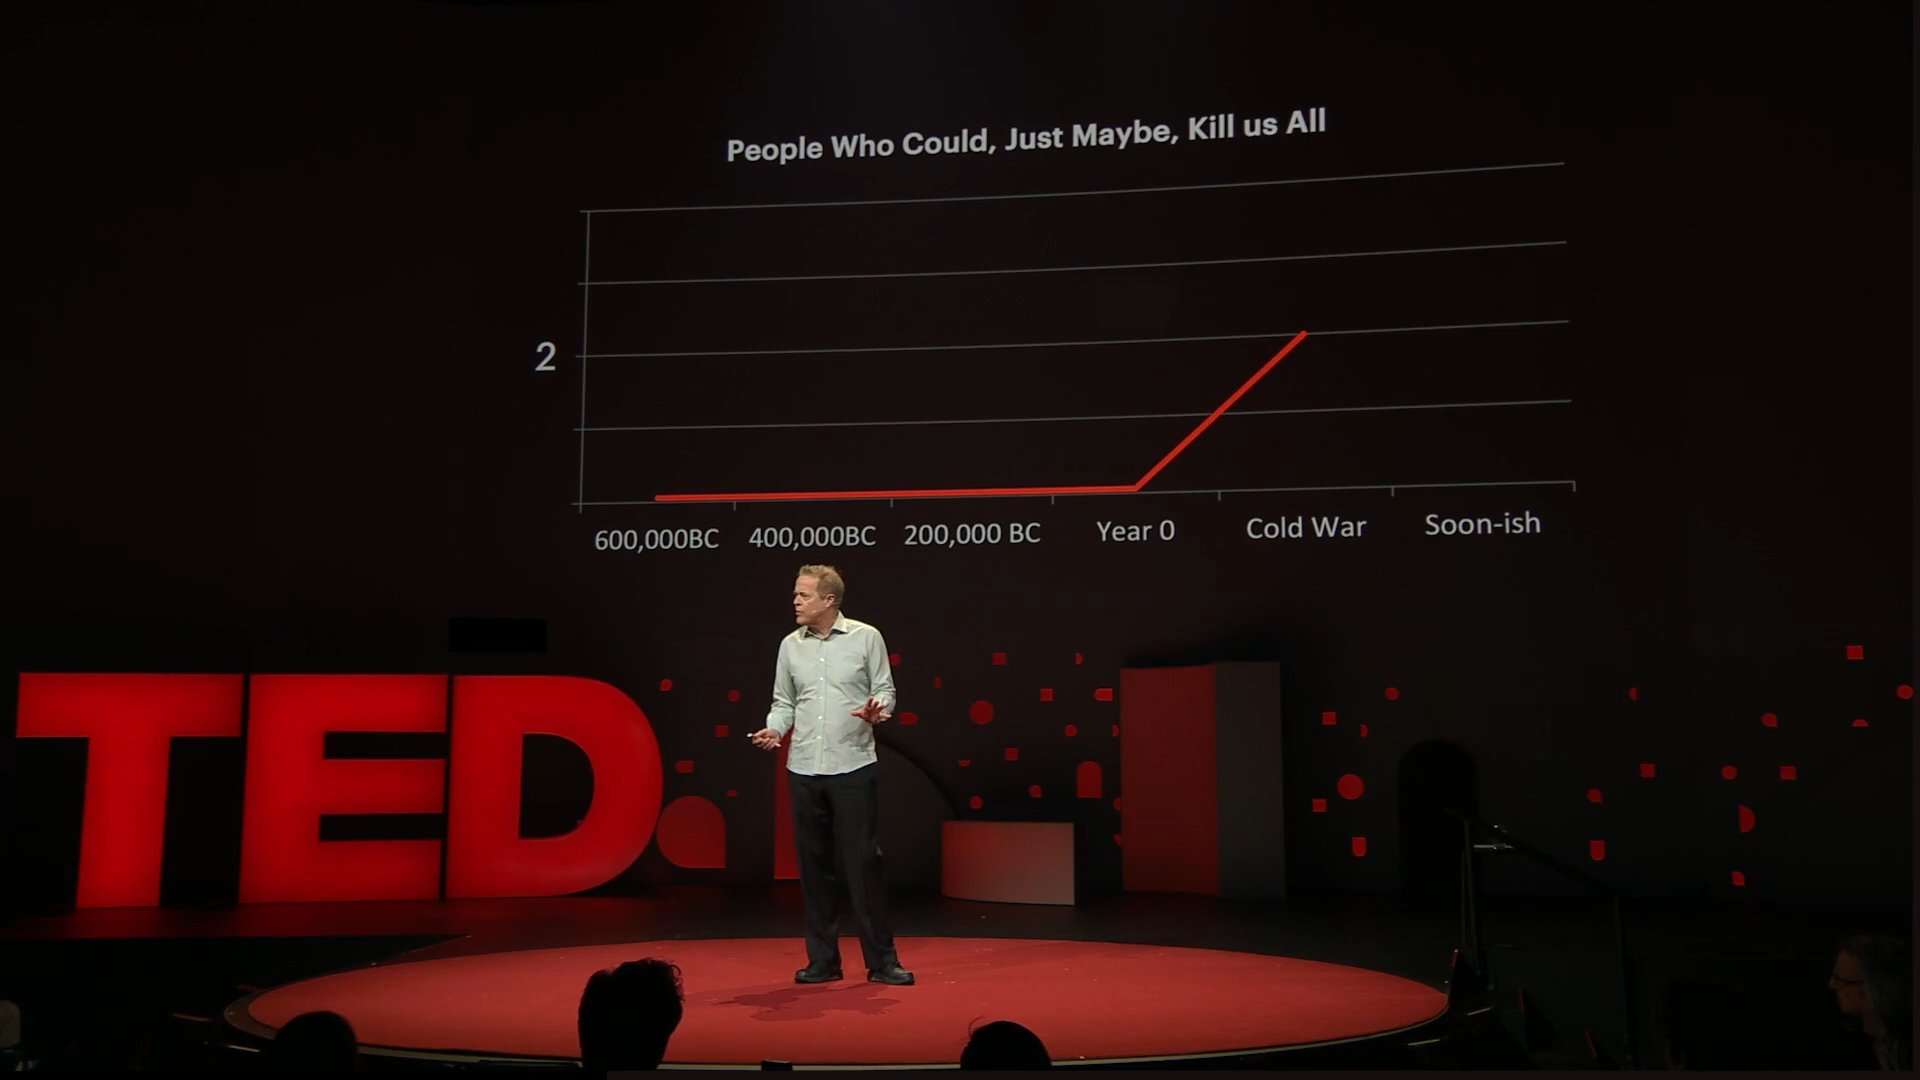 People Who Could, Just Maybe, Kill us All
2
600,000BC 400,000BC 200,000 BC Year 0 Cold War Soon-ish
TED